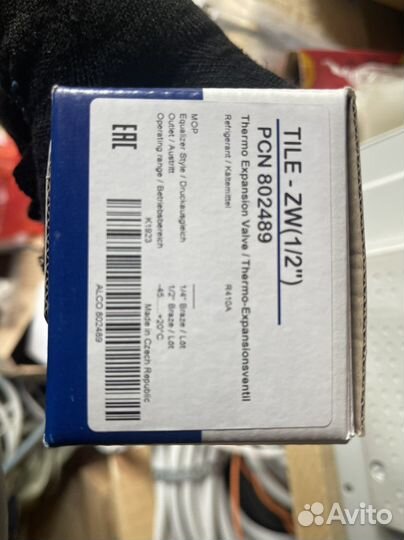 TILE - ZW(1/2")
PCN 802489
Thermo Expansion Valve / Thermo-Expansionsventil
Refrigerant / Kältemittel R410A
MOP -----
Equalizer Style / Druckausgleich 1/4" Braze / Löt
Outlet / Austritt 1/2" Braze / Löt
Operating range / Betriebsbereich -45......+20°C
K1923 Made in Czech Republic
EAC
ALCO 802489
Avito